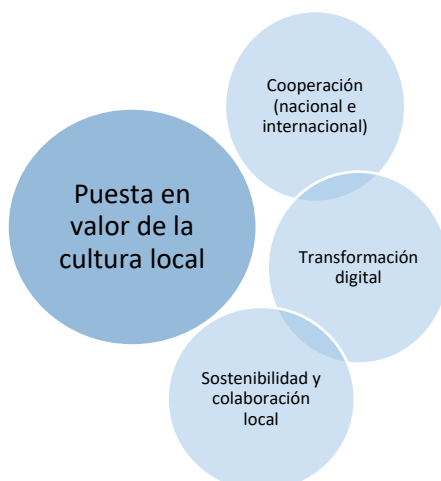 Cooperación
(nacional e
internacional)
Puesta en
valor de la
cultura local
Transformación
digital
Sostenibilidad y
colaboración
local